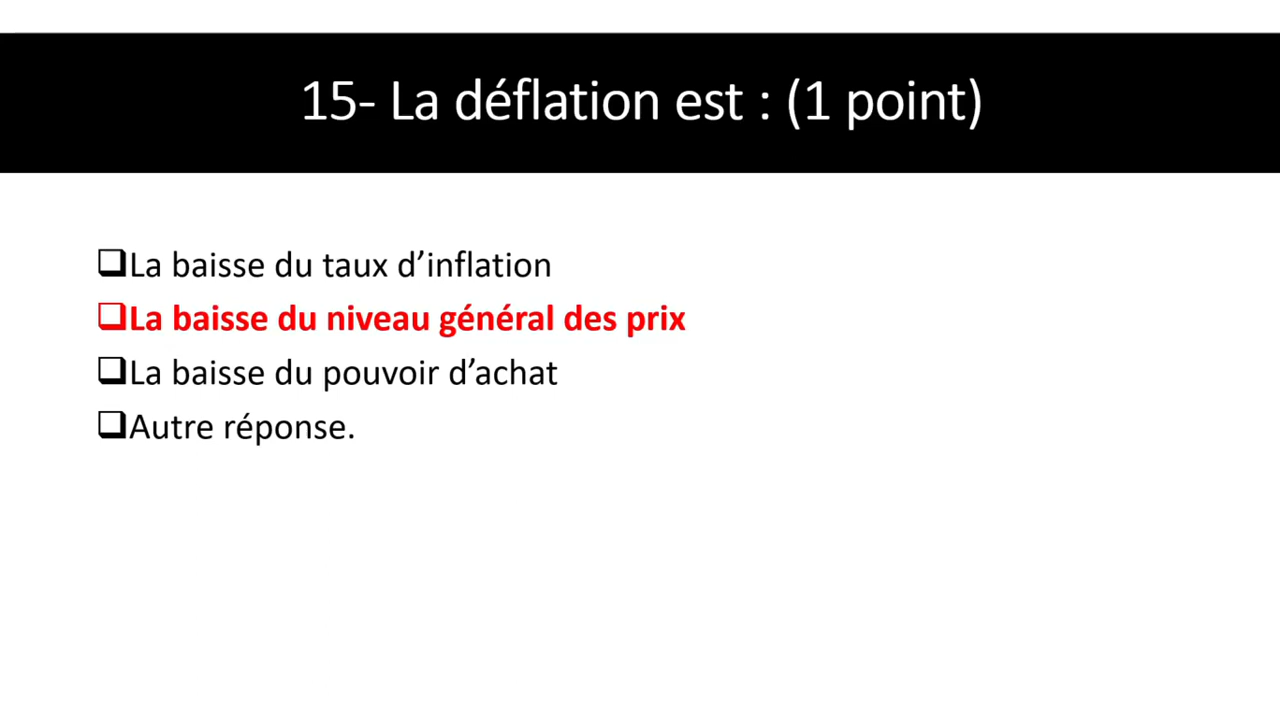 15- La déflation est : (1 point)
❑La baisse du taux d’inflation
❑La baisse du niveau général des prix
❑La baisse du pouvoir d’achat
❑Autre réponse.